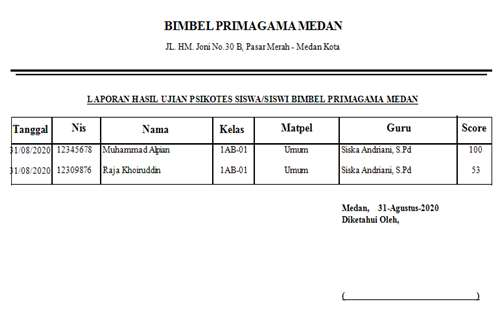 BIMBEL PRIMAGAMA MEDAN
JL. HM. Joni No. 30 B, Pasar Merah - Medan Kota
LAPORAN HASIL UJIAN PSIKOTES SISWA/SISWI BIMBEL PRIMAGAMA MEDAN
Tanggal Nis Nama Kelas Matpel Guru Score
31/08/2020 12345678 Muhammad Alpian 1AB-01 Umum Siska Andriani, S.Pd 100
31/08/2020 12309876 Raja Khoiruddin 1AB-01 Umum Siska Andriani, S.Pd 53
Medan, 31-Agustus-2020
Diketahui Oleh,
( )